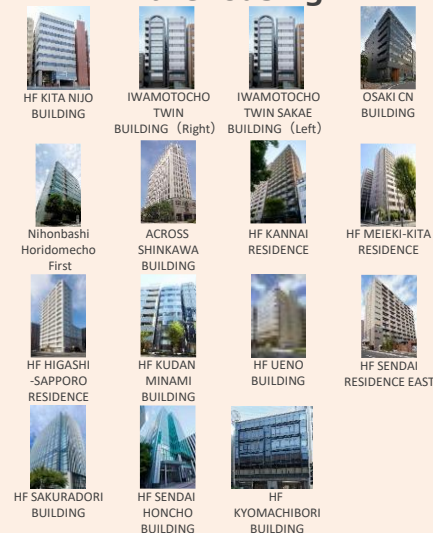 HF KITA NIJO
BUILDING
IWAMOTOCHO
TWIN
BUILDING（Right）
IWAMOTOCHO
TWIN SAKAE
BUILDING（Left）
OSAKI CN
BUILDING
Nihonbashi
Horidomecho
First
ACROSS
SHINKAWA
BUILDING
HF KANNAI
RESIDENCE
HF MEIEKI-KITA
RESIDENCE
HF HIGASHI
-SAPPORO
RESIDENCE
HF KUDAN
MINAMI
BUILDING
HF UENO
BUILDING
HF SENDAI
RESIDENCE EAST
HF SAKURADORI
BUILDING
HF SENDAI
HONCHO
BUILDING
HF
KYOMACHIBORI
BUILDING